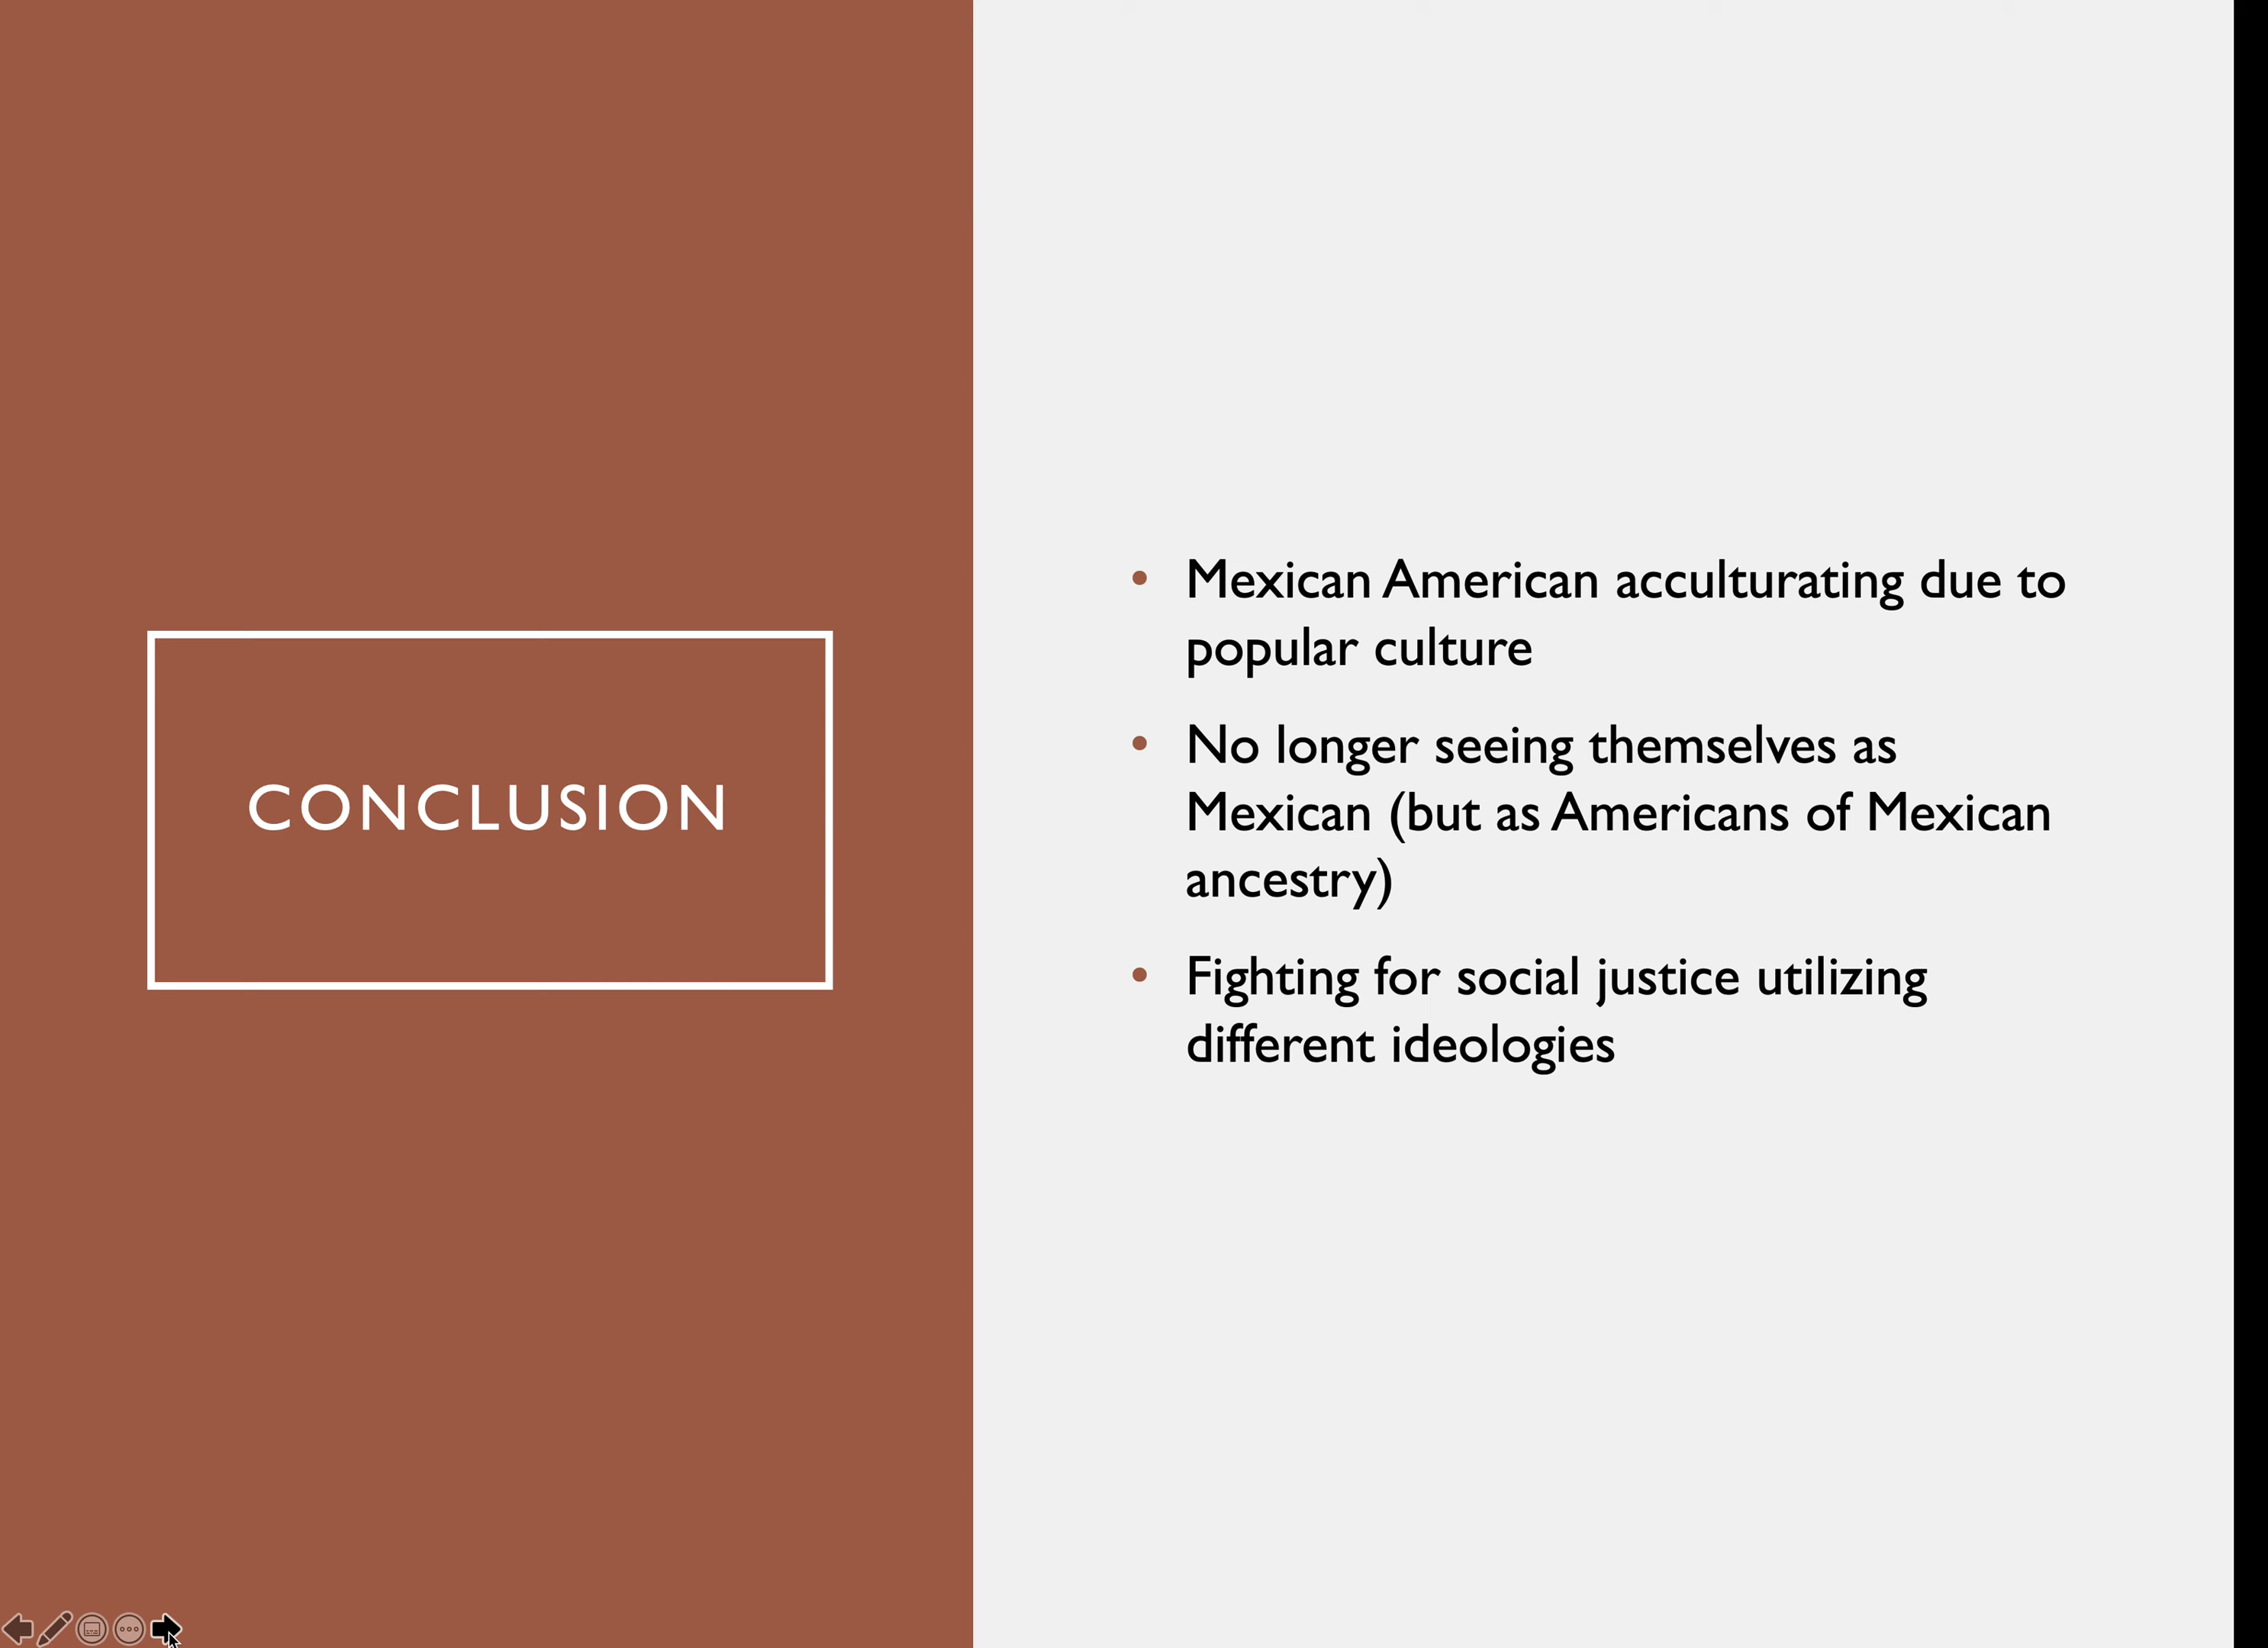 CONCLUSION
• Mexican American acculturating due to
popular culture
• No longer seeing themselves as
Mexican (but as Americans of Mexican
ancestry)
• Fighting for social justice utilizing
different ideologies